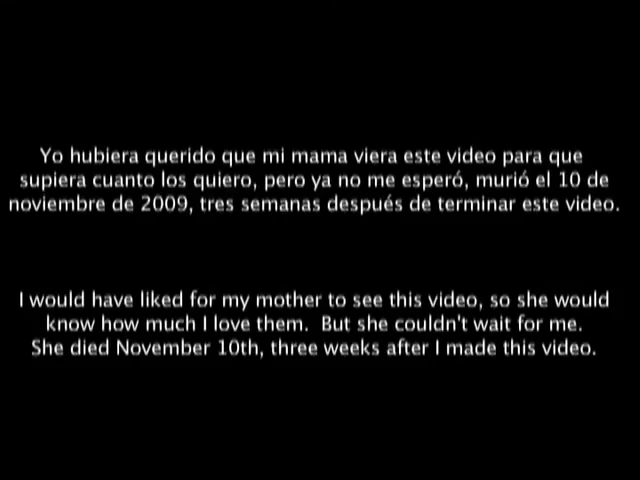 Yo hubiera querido que mi mama viera este video para que
supiera cuanto los quiero, pero ya no me esperó, murió el 10 de
noviembre de 2009, tres semanas después de terminar este video.
I would have liked for my mother to see this video, so she would
know how much I love them.  But she couldn't wait for me.
She died November 10th, three weeks after I made this video.